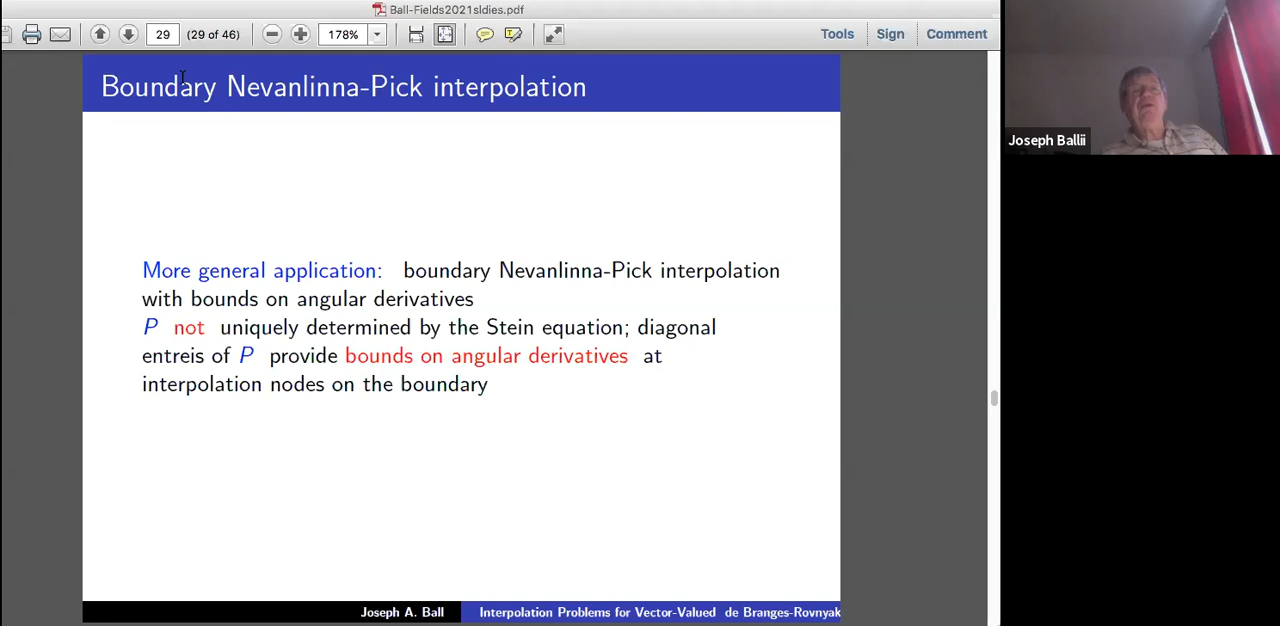 Ball-Fields2021sldies.pdf
29 (29 of 46) 178% Tools Sign Comment
Boundary Nevanlinna-Pick interpolation
Joseph Ballii
More general application: boundary Nevanlinna-Pick interpolation
with bounds on angular derivatives
P not uniquely determined by the Stein equation; diagonal
entreis of P provide bounds on angular derivatives at
interpolation nodes on the boundary
Joseph A. Ball Interpolation Problems for Vector-Valued de Branges-Rovnyak